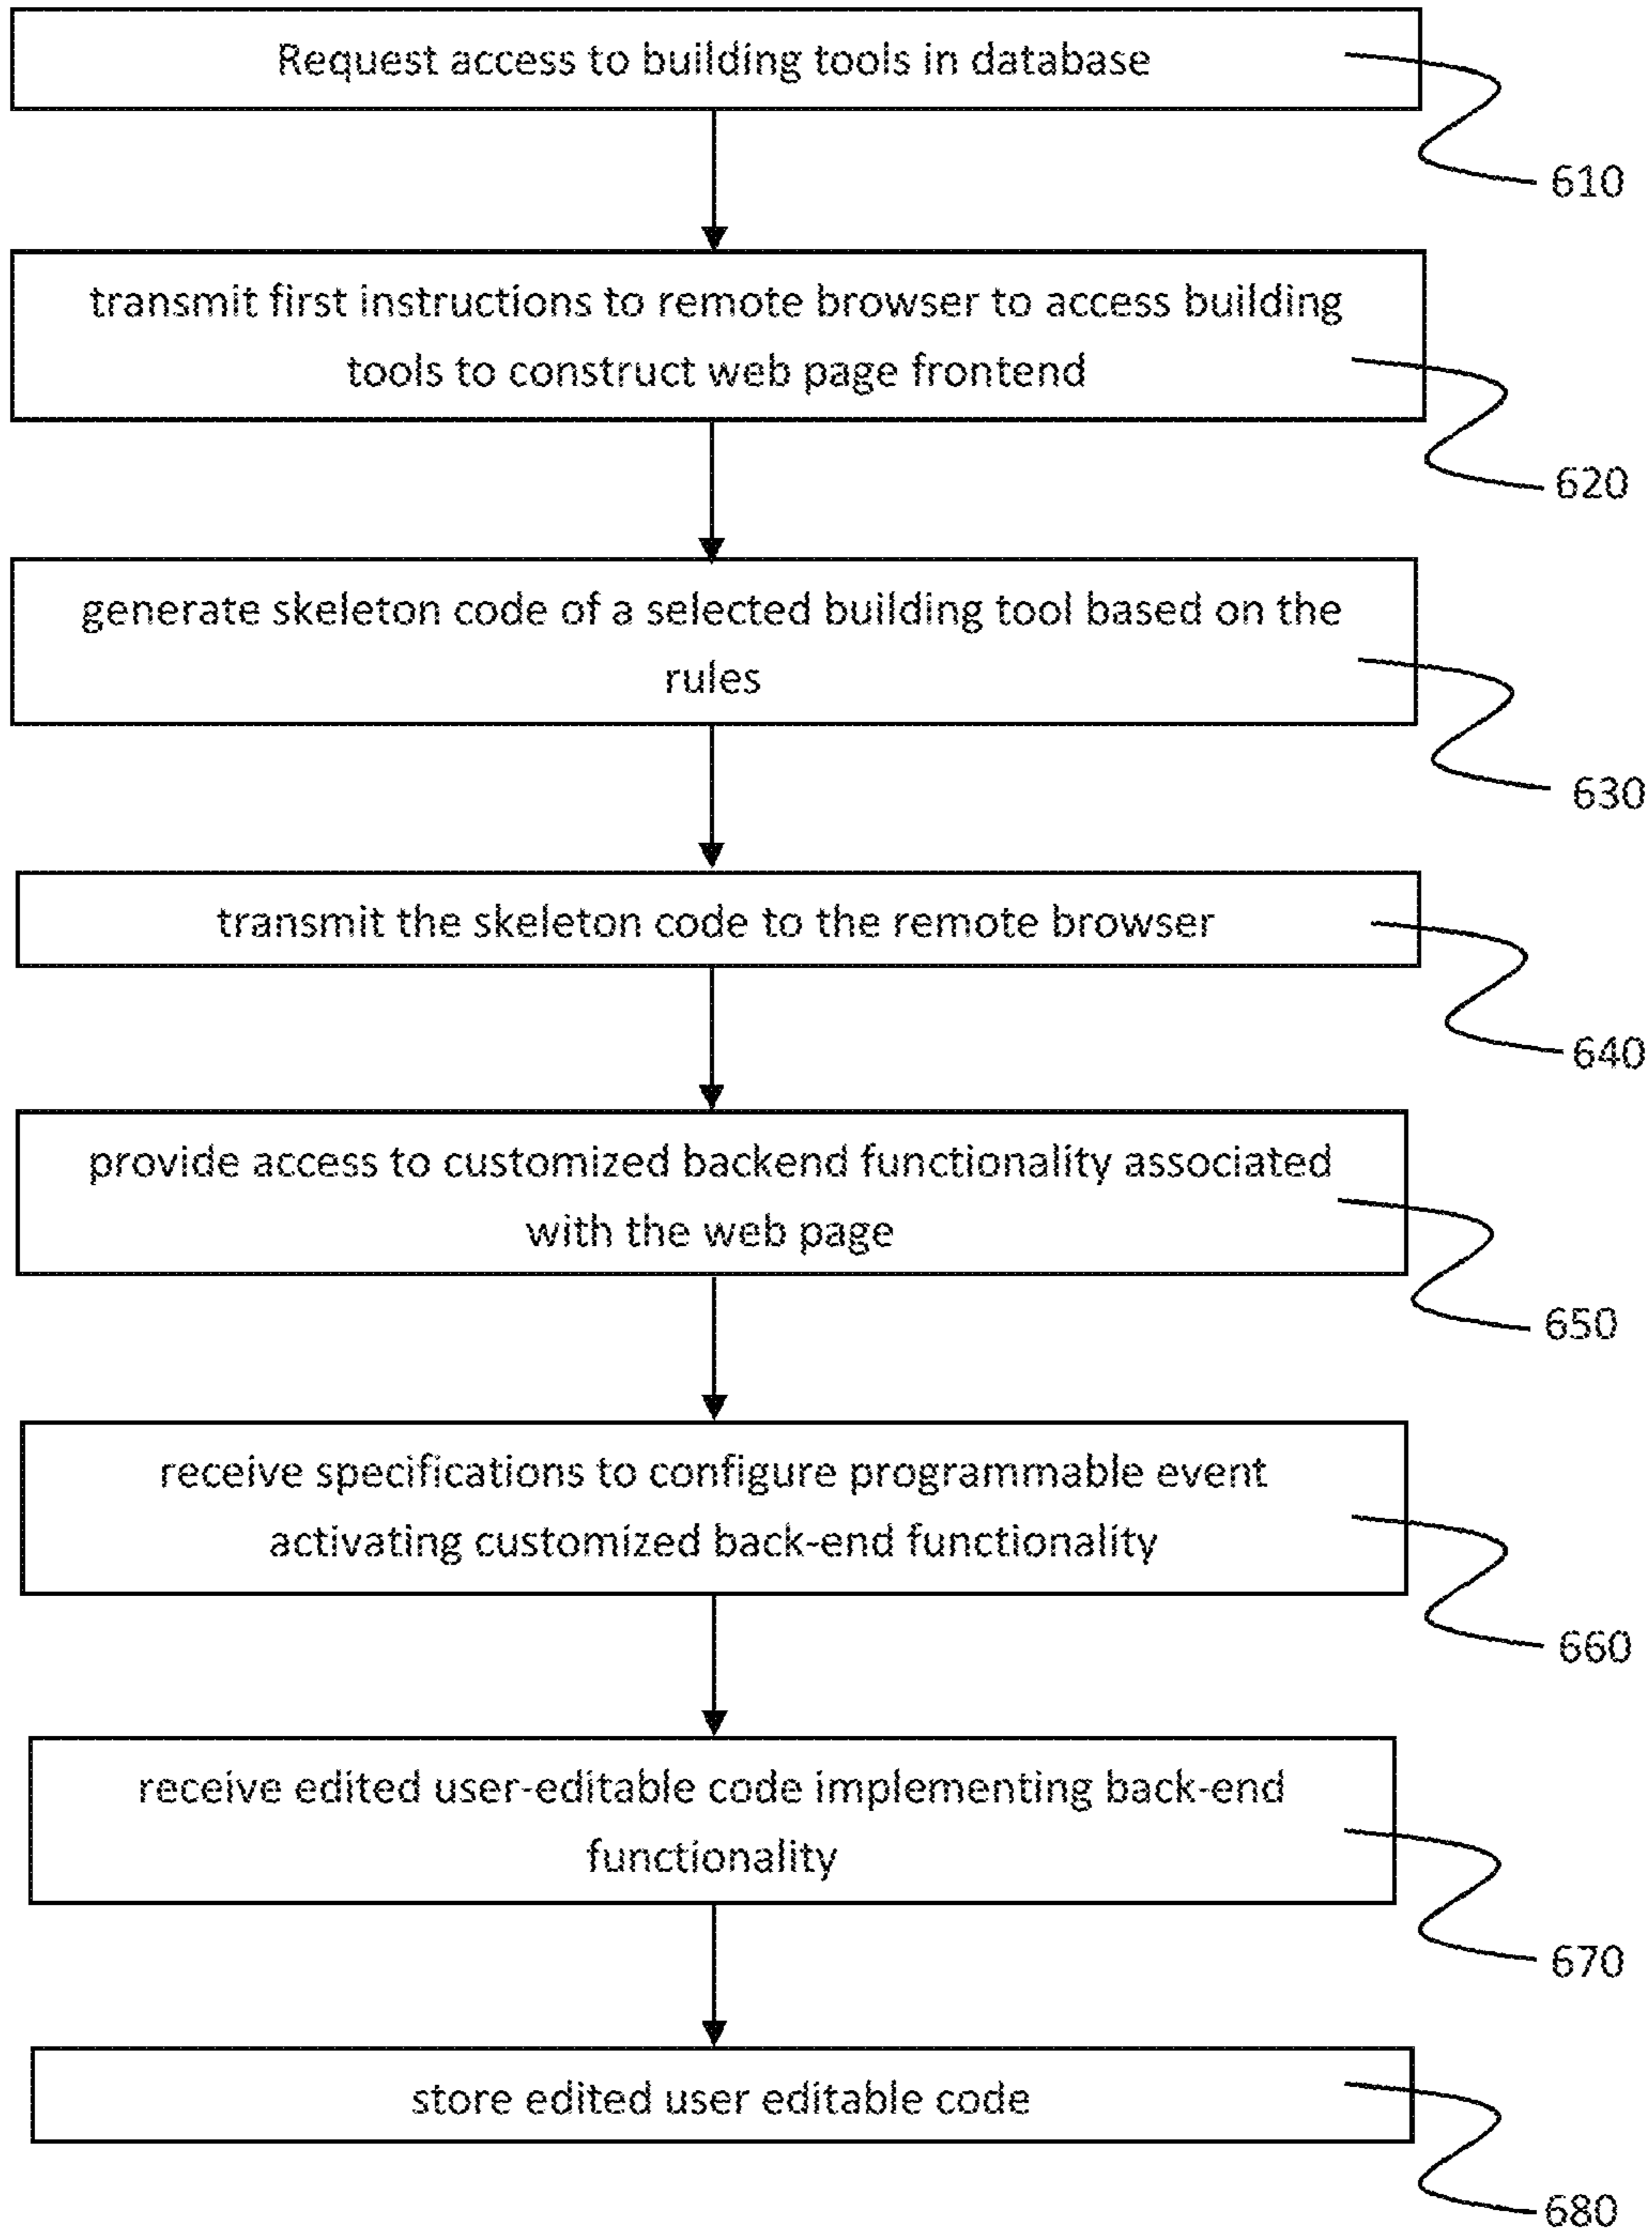 Request access to building tools in database
610
transmit first instructions to remote browser to access building
tools to construct web page frontend
620
generate skeleton code of a selected building tool based on the
rules
630
transmit the skeleton code to the remote browser
640
provide access to customized backend functionality associated
with the web page
650
receive specifications to configure programmable event
activating customized back-end functionality
660
receive edited user-editable code implementing back-end
functionality
670
store edited user editable code
680